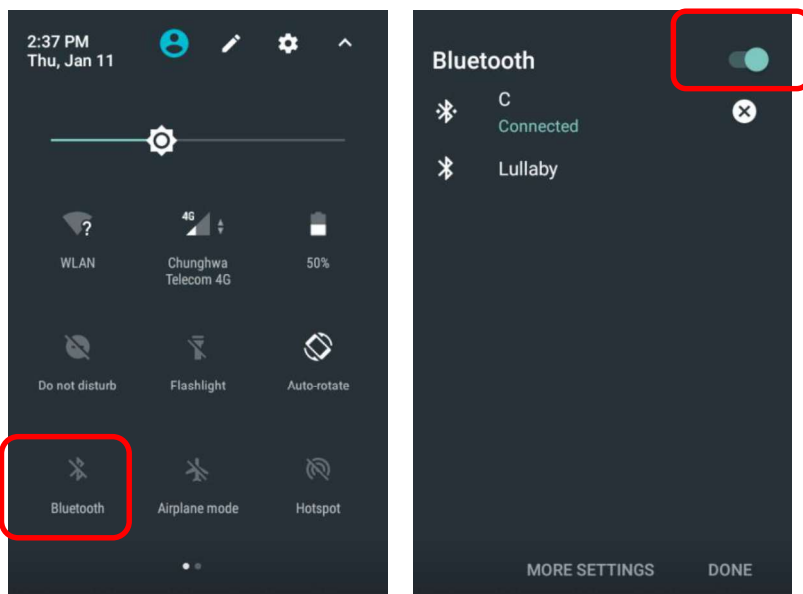 2:37 PM
Thu, Jan 11
?
WLAN
4G
Chunghwa
Telecom 4G
50%
Do not disturb
Flashlight
Auto-rotate
Bluetooth
Airplane mode
Hotspot
Bluetooth
C
Connected
Lullaby
MORE SETTINGS
DONE